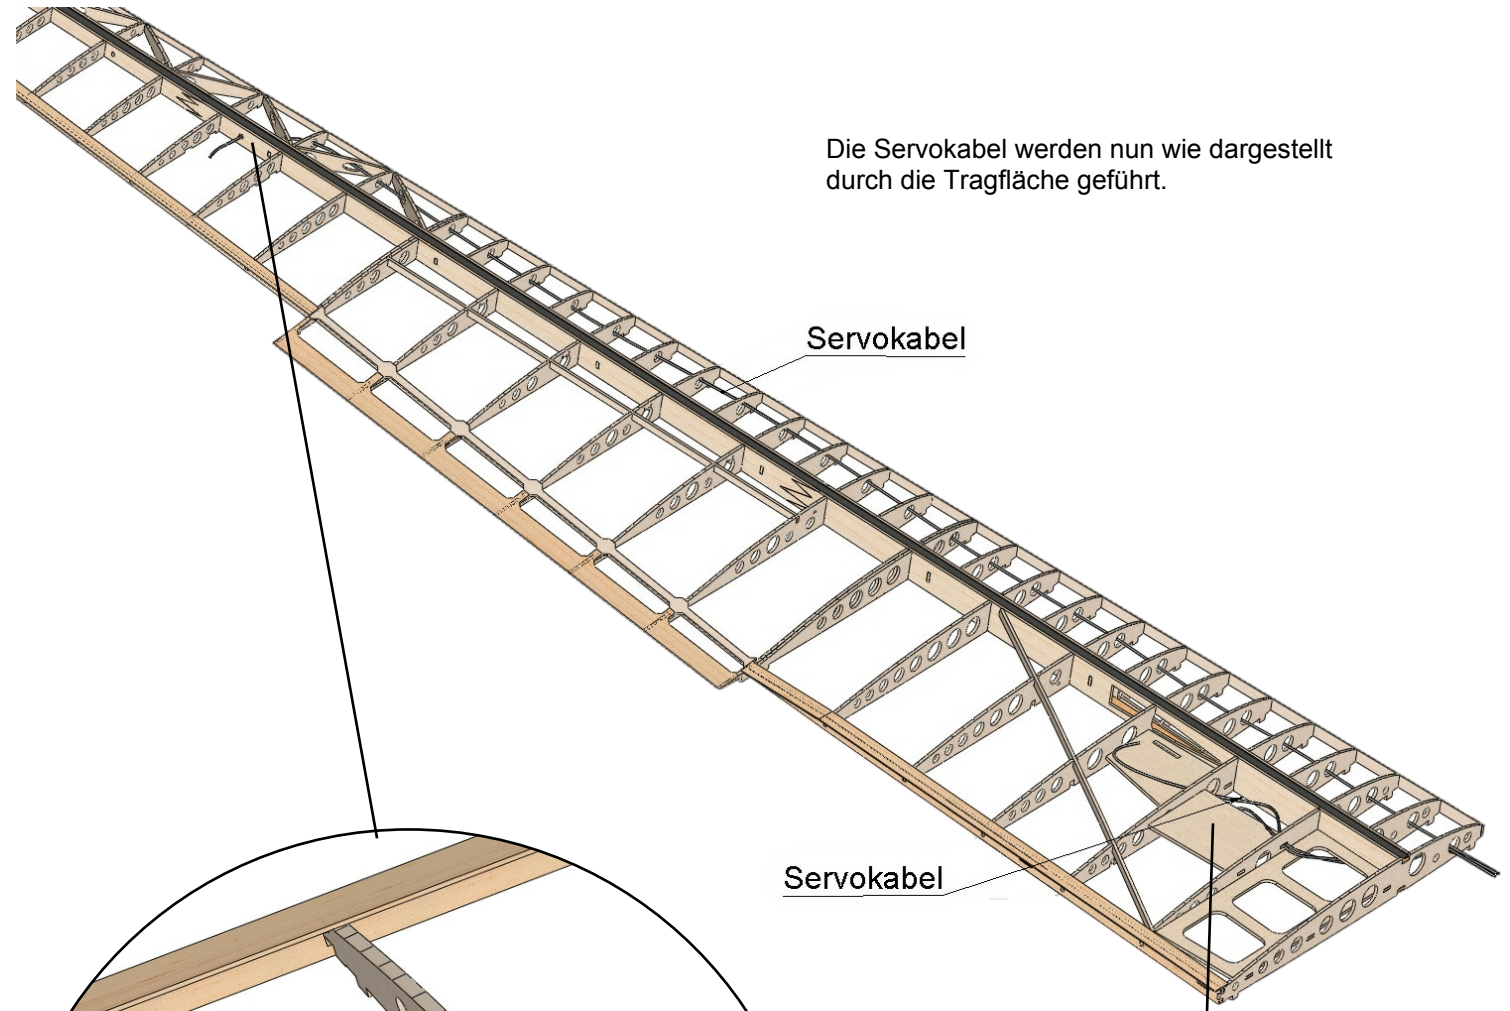 Die Servokabel werden nun wie dargestellt
durch die Tragfläche geführt.
Servokabel
Servokabel